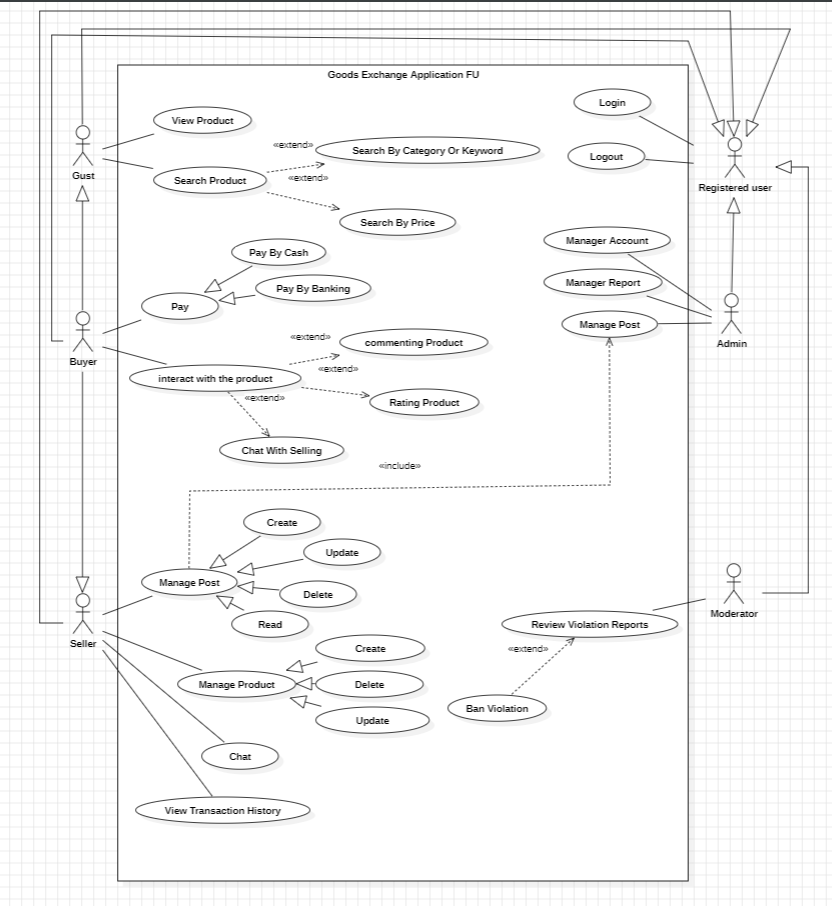 Goods Exchange Application FU
View Product
Login
Gust
«extend»
Search By Category Or Keyword
Logout
Search Product
«extend»
Registered user
Search By Price
Manager Account
Pay By Cash
Pay By Banking
Manager Report
Pay
Manage Post
Buyer
«extend»
commenting Product
Admin
«extend»
interact with the product
«extend»
Rating Product
Chat With Selling
«include»
Create
Update
Manage Post
Delete
Read
Seller
Moderator
Review Violation Reports
Create
«extend»
Manage Product
Delete
Ban Violation
Update
Chat
View Transaction History